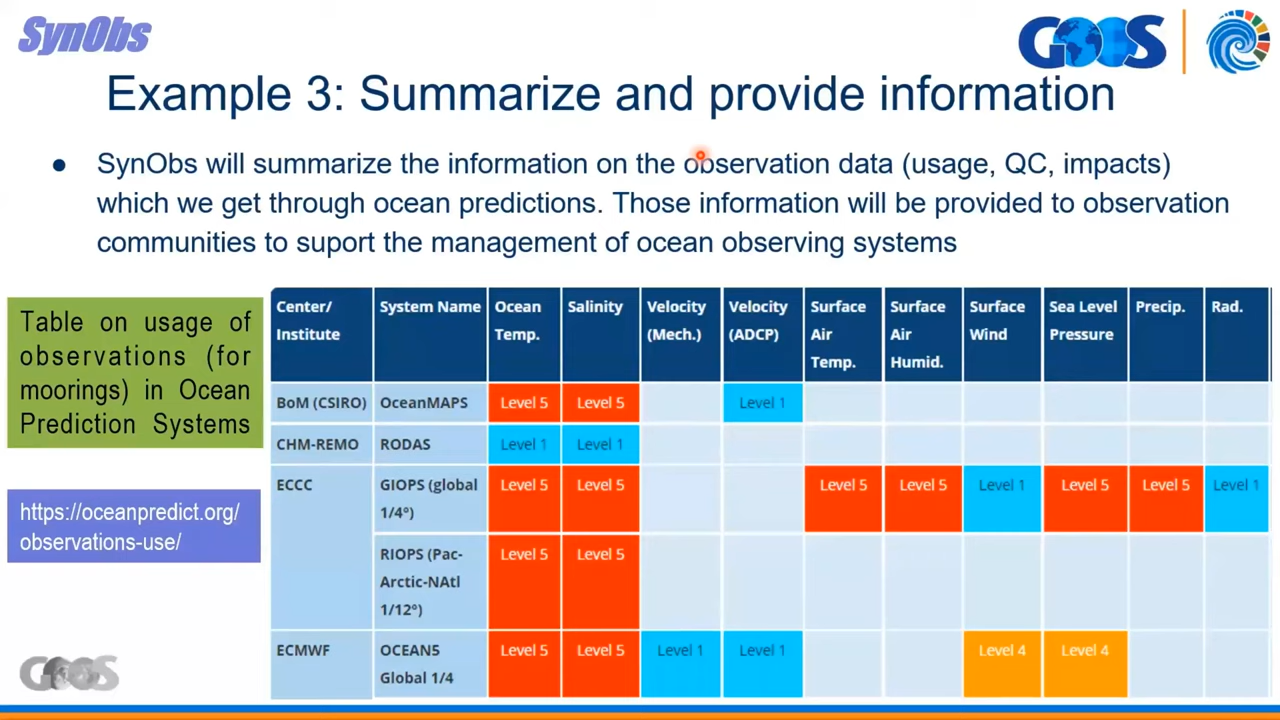 SynObs
GOOS
Example 3: Summarize and provide information
● SynObs will summarize the information on the observation data (usage, QC, impacts)
which we get through ocean predictions. Those information will be provided to observation
communities to suport the management of ocean observing systems
Table on usage of
observations (for
moorings) in Ocean
Prediction Systems
https://oceanpredict.org/
observations-use/
Center/ Institute System Name Ocean Temp. Salinity Velocity (Mech.) Velocity (ADCP) Surface Air Temp. Surface Air Humid. Surface Wind Sea Level Pressure Precip. Rad.
BoM (CSIRO) OceanMAPS Level 5 Level 5 Level 1
CHM-REMO RODAS Level 1 Level 1
ECCC GIOPS (global 1/4°) Level 5 Level 5 Level 5 Level 5 Level 1 Level 5 Level 5 Level 1
RIOPS (Pac-Arctic-NAtl 1/12°) Level 5 Level 5
ECMWF OCEAN5 Global 1/4 Level 5 Level 5 Level 1 Level 1 Level 4 Level 4
GOOS